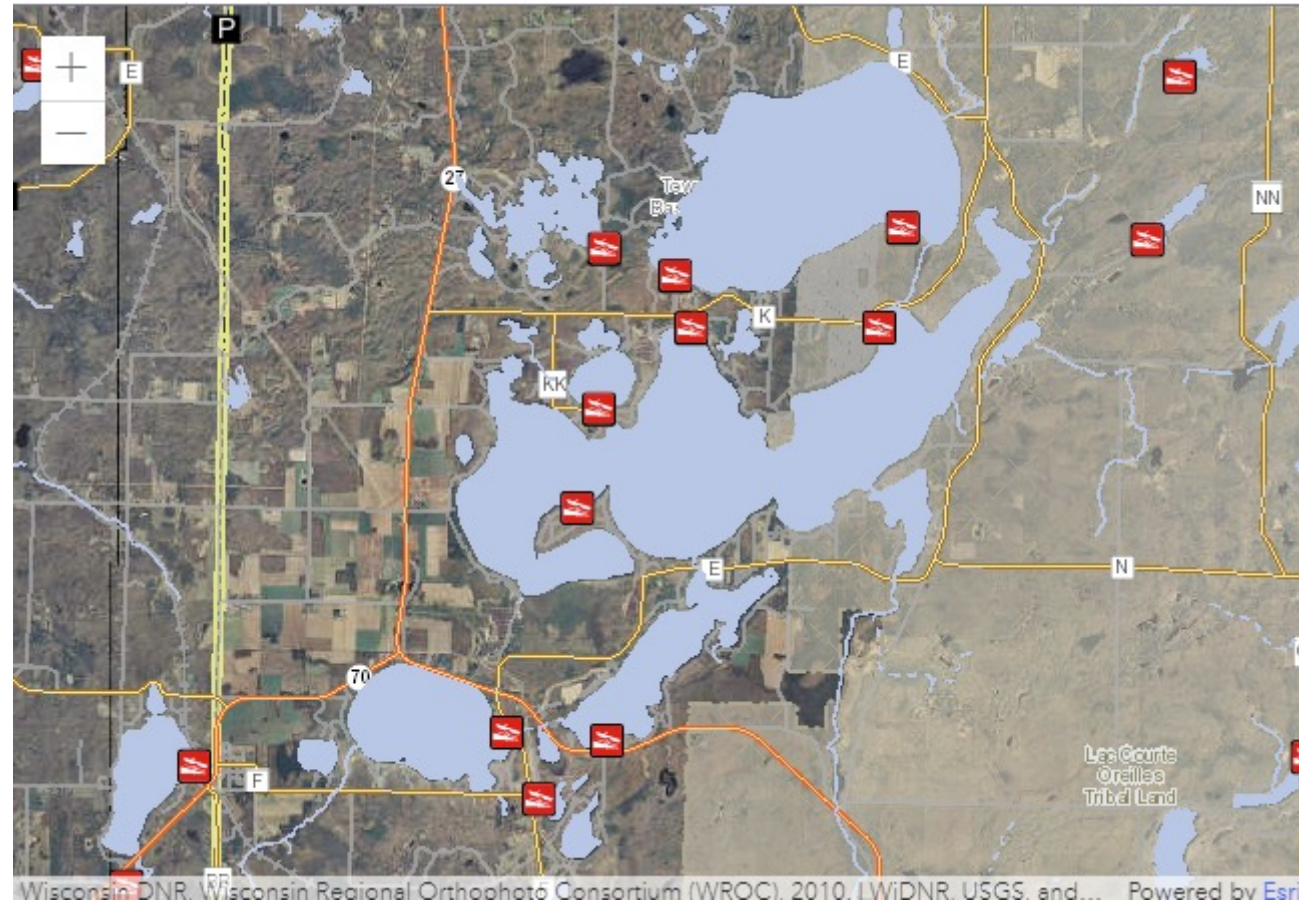 P
+
E
E
−
27
NN
K
KK
E
N
70
Lac Courte
Oreilles
Tribal Land
F
Wisconsin DNR, Wisconsin Regional Orthophoto Consortium (WROC), 2010, LWiDNR, USGS, and... Powered by Esri